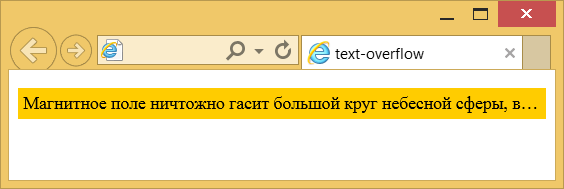 text-overflow
Магнитное поле ничтожно гасит большой круг небесной сферы, в…